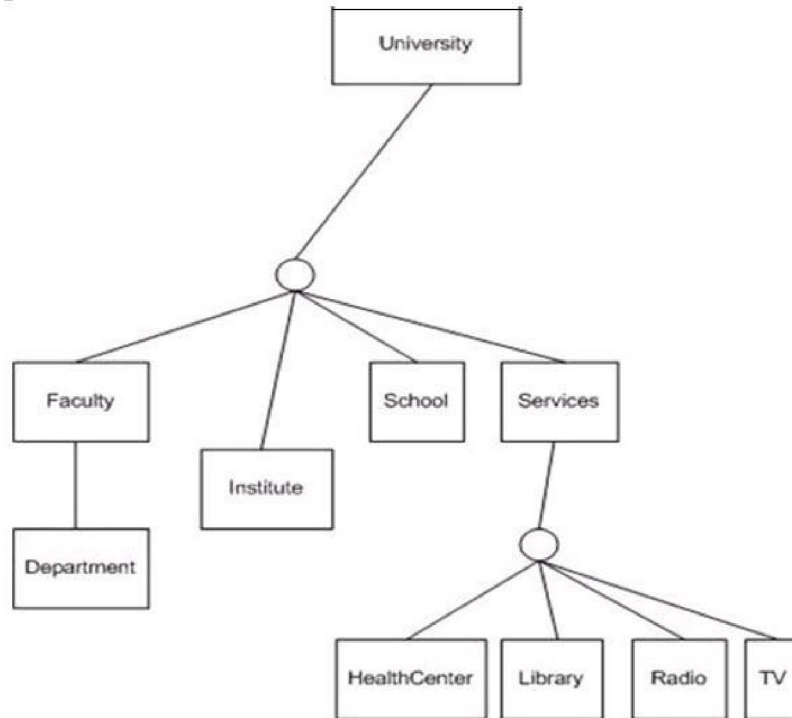 University
Faculty
School
Services
Institute
Department
HealthCenter
Library
Radio
TV